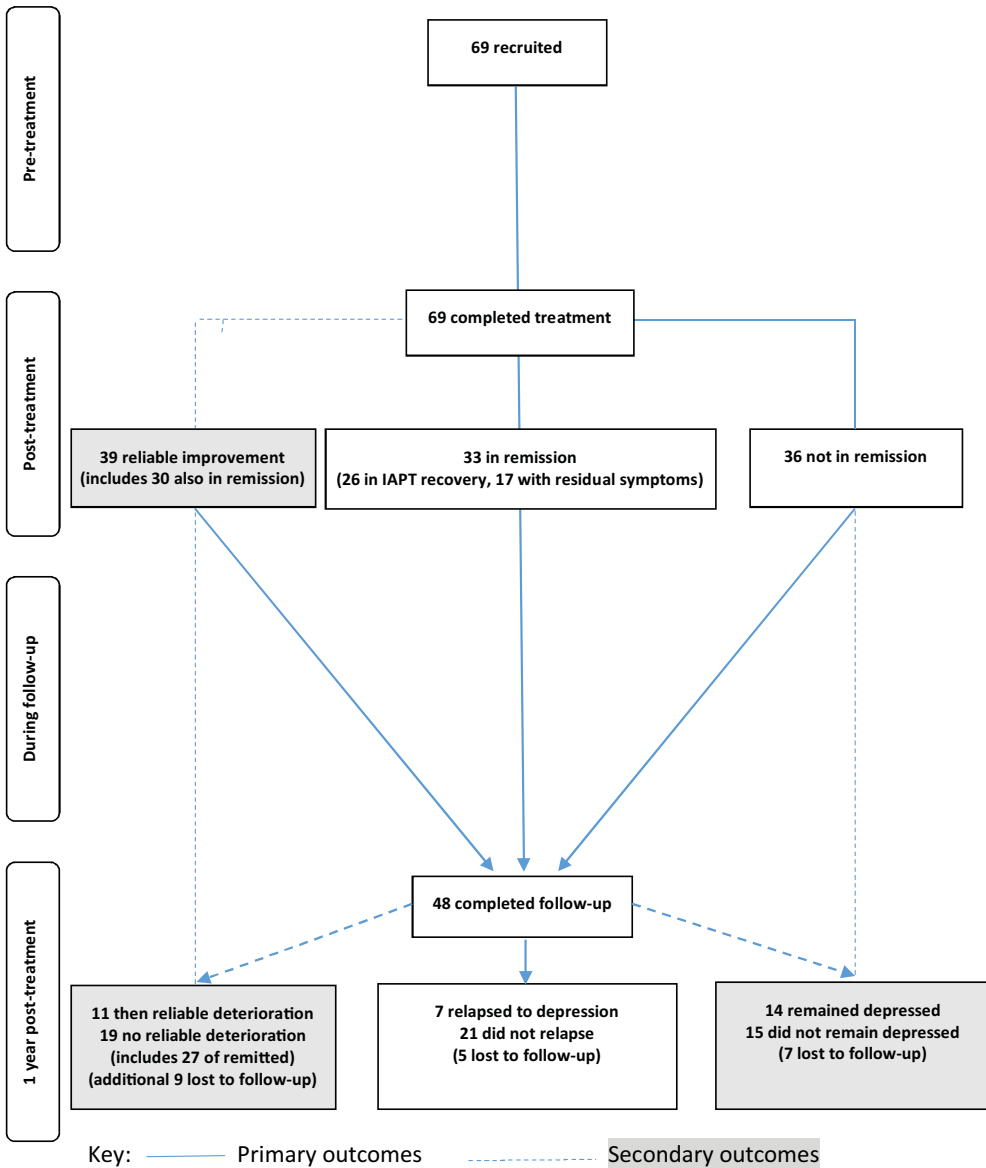 Pre-treatment
69 recruited
Post-treatment
69 completed treatment
39 reliable improvement
(includes 30 also in remission)
33 in remission
(26 in IAPT recovery, 17 with residual symptoms)
36 not in remission
During follow-up
1 year post-treatment
48 completed follow-up
11 then reliable deterioration
19 no reliable deterioration
(includes 27 of remitted)
(additional 9 lost to follow-up)
7 relapsed to depression
21 did not relapse
(5 lost to follow-up)
14 remained depressed
15 did not remain depressed
(7 lost to follow-up)
Key: Primary outcomes Secondary outcomes